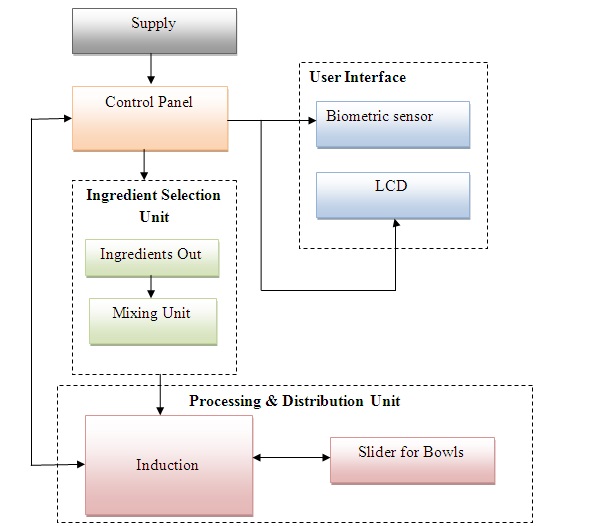 Supply
Control Panel
User Interface
Biometric sensor
LCD
Ingredient Selection
Unit
Ingredients Out
Mixing Unit
Processing & Distribution Unit
Induction
Slider for Bowls